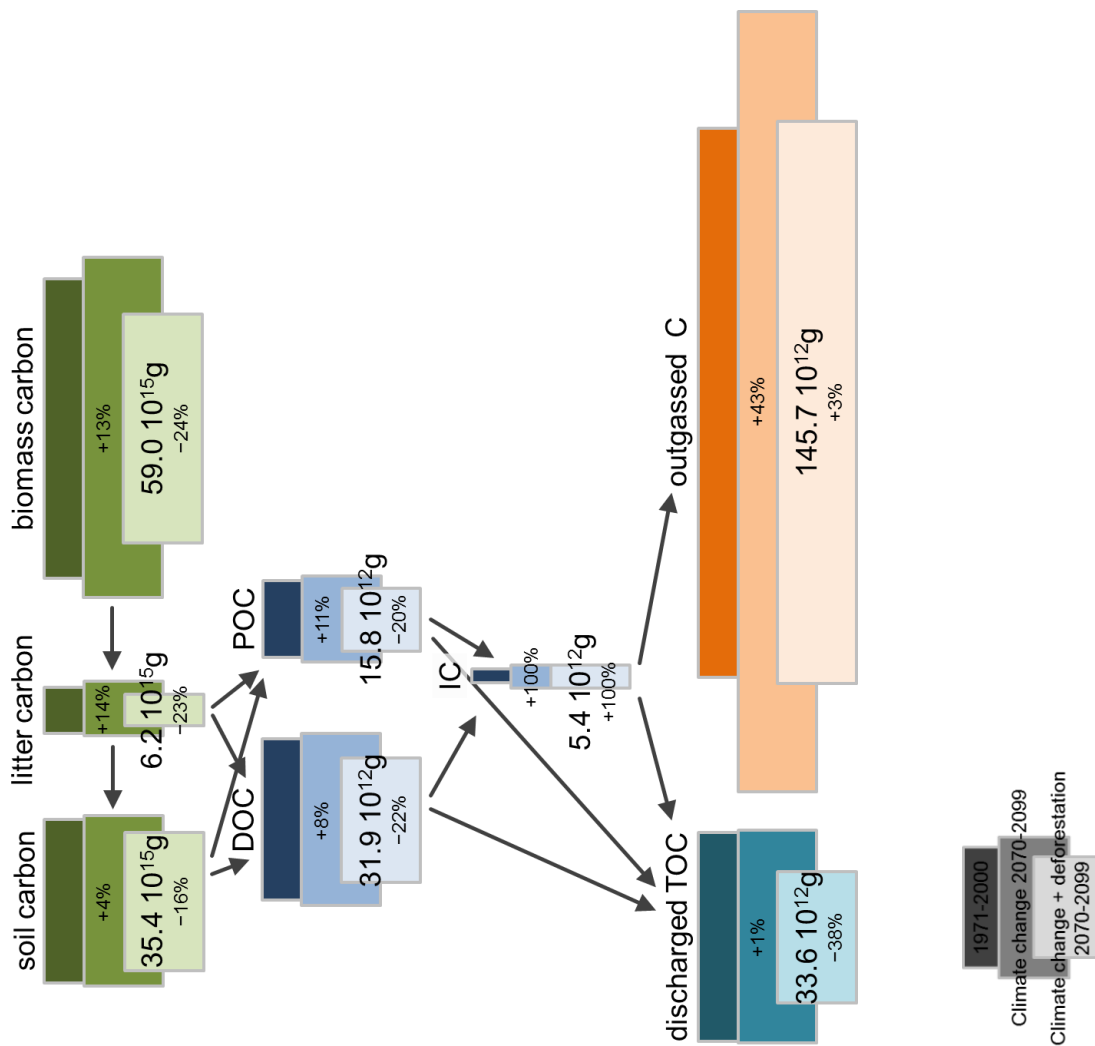 soil carbon
+4%
35.4 10¹⁵g
−16%
litter carbon
+14%
6.2 10¹⁵g
−23%
biomass carbon
+13%
59.0 10¹⁵g
−24%
DOC
+8%
31.9 10¹²g
−22%
POC
+11%
15.8 10¹²g
−20%
IC
+100%
5.4 10¹²g
+100%
discharged TOC
+1%
33.6 10¹²g
−38%
outgassed C
+43%
145.7 10¹²g
+3%
1971-2000
Climate change 2070-2099
Climate change + deforestation
2070-2099